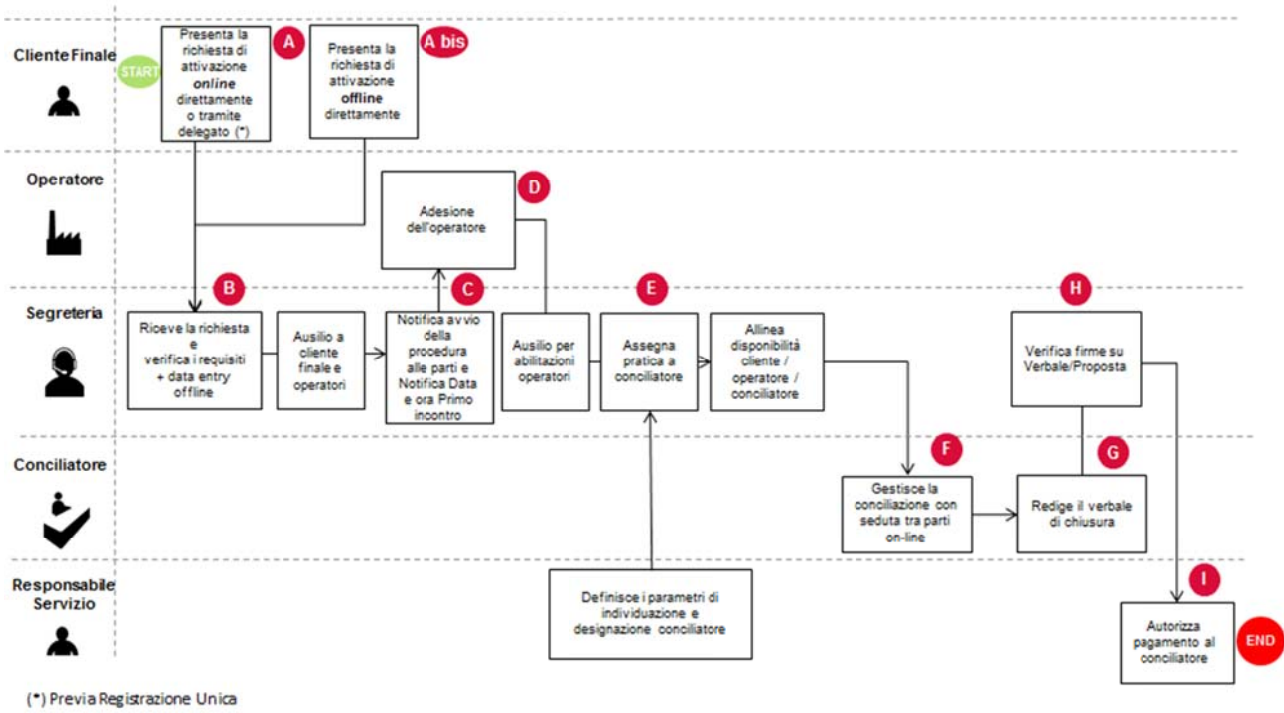 Cliente Finale
START
Presenta la
richiesta di
attivazione
online
direttamente
o tramite
delegato (*)
A
Presenta la
richiesta di
attivazione
offline
direttamente
A bis
Operatore
Adesione
dell'operatore
D
Segreteria
B
Riceve la richiesta
e
verifica i requisiti
+ data entry
offline
Ausilio a
cliente
finale e
operatori
C
Notifica avvio
della
procedura
alle parti e
Notifica Data
e ora Primo
incontro
Ausilio per
abilitazioni
operatori
E
Assegna
pratica a
conciliatore
Allinea
disponibilità
cliente /
operatore /
conciliatore
H
Verifica firme su
Verbale/Proposta
Conciliatore
F
Gestisce la
conciliazione con
seduta tra parti
on-line
G
Redige il verbale
di chiusura
Responsabile
Servizio
Definisce i parametri di
individuazione e
designazione conciliatore
I
Autorizza
pagamento al
conciliatore
END
(*) Previa Registrazione Unica